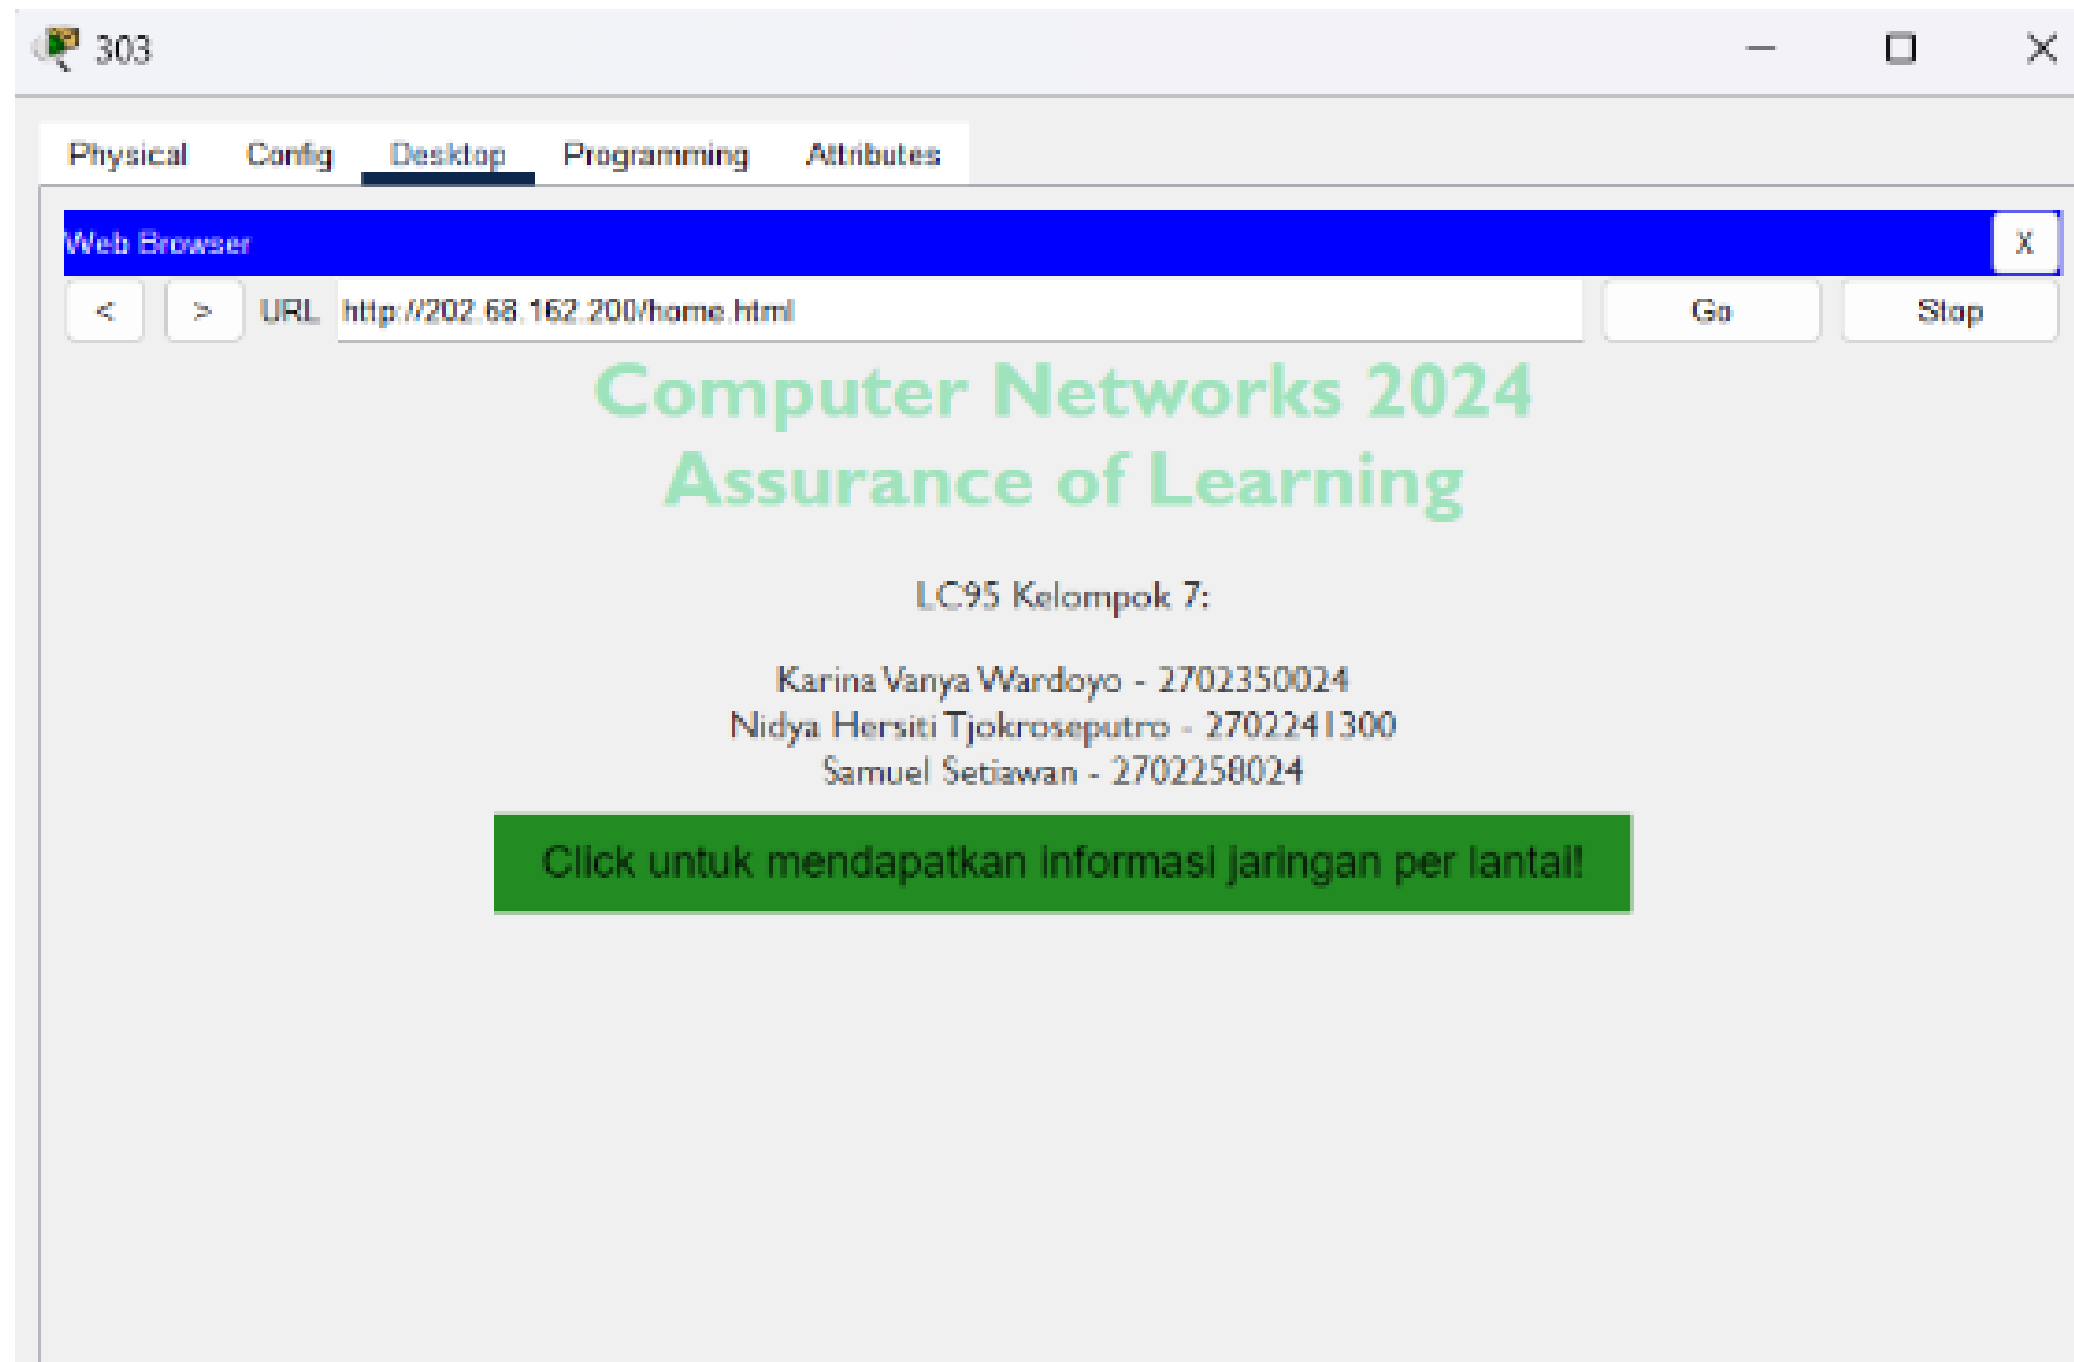 303
Physical Config Desktop Programming Attributes
Web Browser X
< > URL http://202.68.162.200/home.html Go Stop
Computer Networks 2024
Assurance of Learning
LC95 Kelompok 7:
Karina Vanya Wardoyo - 2702350024
Nidya Hersiti Tjokroseputro - 2702241300
Samuel Setiawan - 2702258024
Click untuk mendapatkan informasi jaringan per lantai!